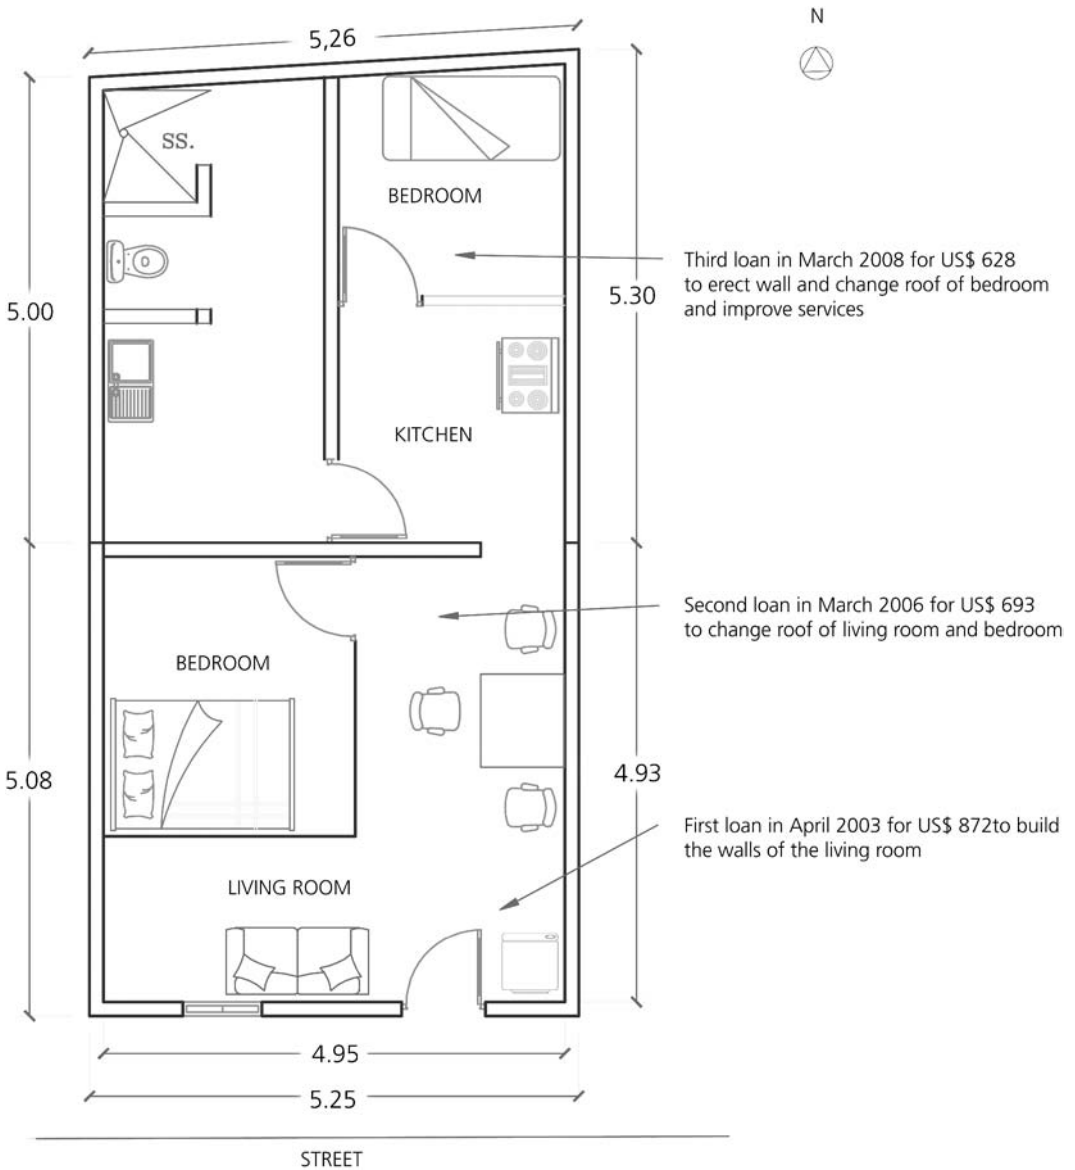 N
5,26
SS.
BEDROOM
Third loan in March 2008 for US$ 628
to erect wall and change roof of bedroom
and improve services
5.00
5.30
KITCHEN
Second loan in March 2006 for US$ 693
to change roof of living room and bedroom
BEDROOM
5.08
4.93
First loan in April 2003 for US$ 872to build
the walls of the living room
LIVING ROOM
4.95
5.25
STREET